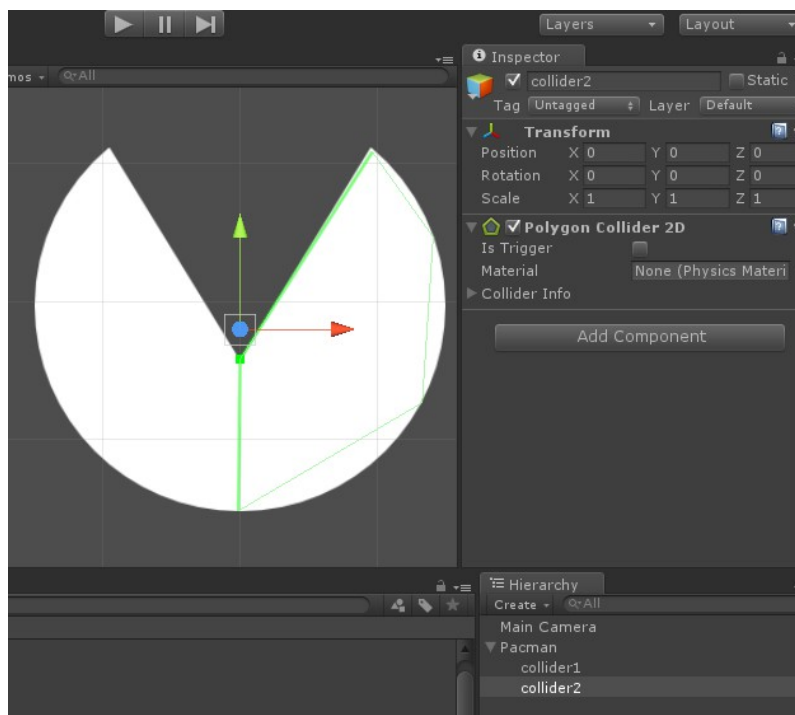 Layers Layout
Inspector
mos All
collider2 Static
Tag Untagged Layer Default
Transform
Position X 0 Y 0 Z 0
Rotation X 0 Y 0 Z 0
Scale X 1 Y 1 Z 1
Polygon Collider 2D
Is Trigger
Material None (Physics Materi
Collider Info
Add Component
Hierarchy
Create All
Main Camera
Pacman
collider1
collider2